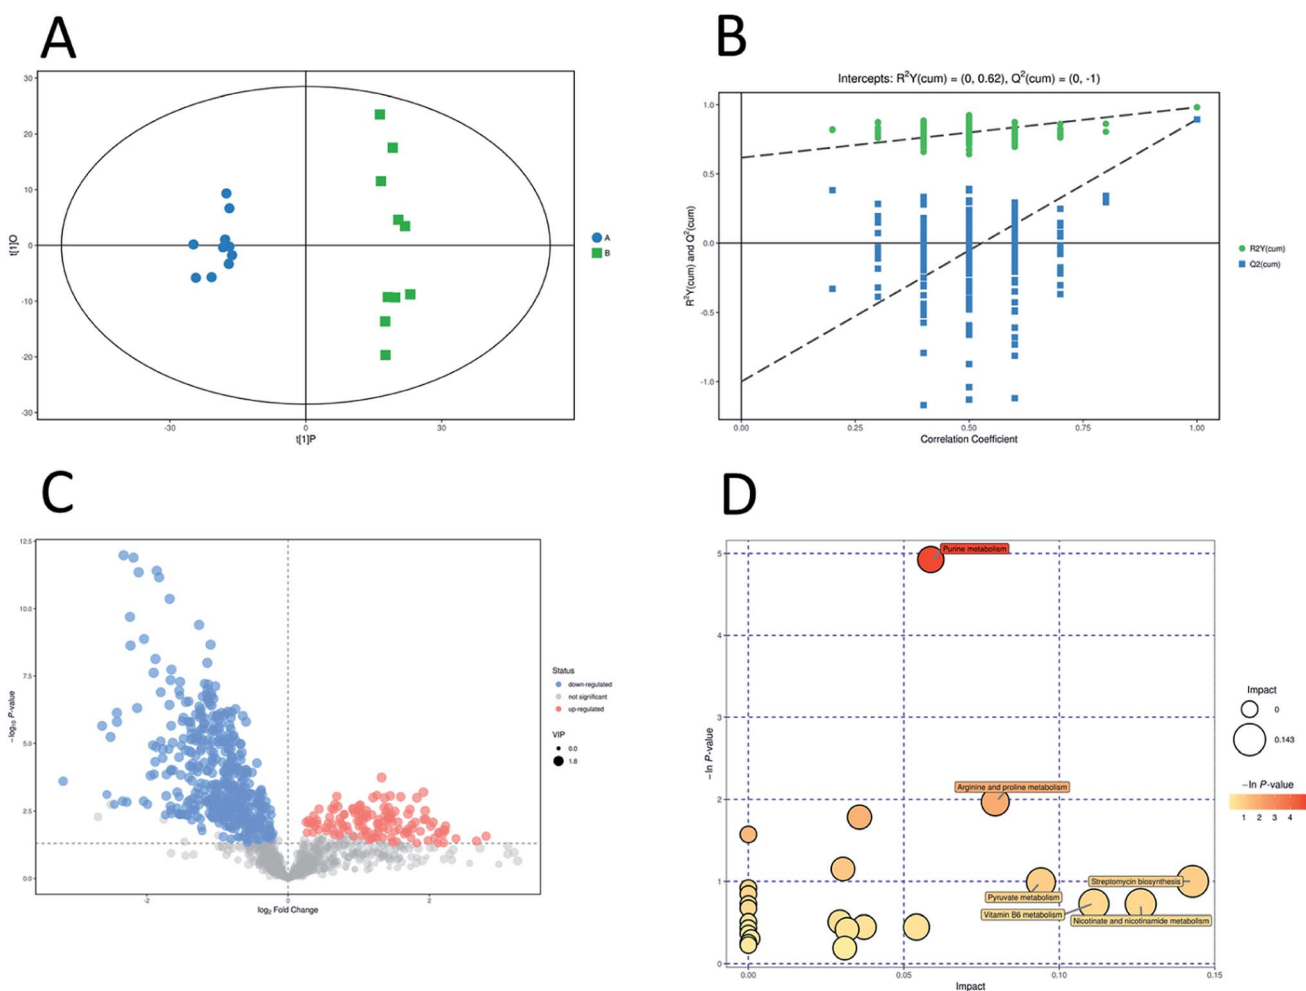 A
30
20
10
0
-10
-20
-30
-30
0
30
t[1]O
t[1]P
A
B
B
Intercepts: R²Y(cum) = (0, 0.62), Q²(cum) = (0, -1)
1.0
0.5
0.0
-0.5
-1.0
0.00
0.25
0.50
0.75
1.00
R²Y(cum) and Q²(cum)
Correlation Coefficient
R2Y(cum)
Q2(cum)
C
12.5
10.0
7.5
5.0
2.5
0.0
-2
0
2
−log₁₀ P-value
log₂ Fold Change
Status
down-regulated
not significant
up-regulated
VIP
0.0
1.8
D
5
4
3
2
1
0
0.00
0.05
0.10
0.15
−ln P-value
Impact
Purine metabolism
Arginine and proline metabolism
Streptomycin biosynthesis
Pyruvate metabolism
Vitamin B6 metabolism
Nicotinate and nicotinamide metabolism
Impact
0
0.143
−ln P-value
1 2 3 4